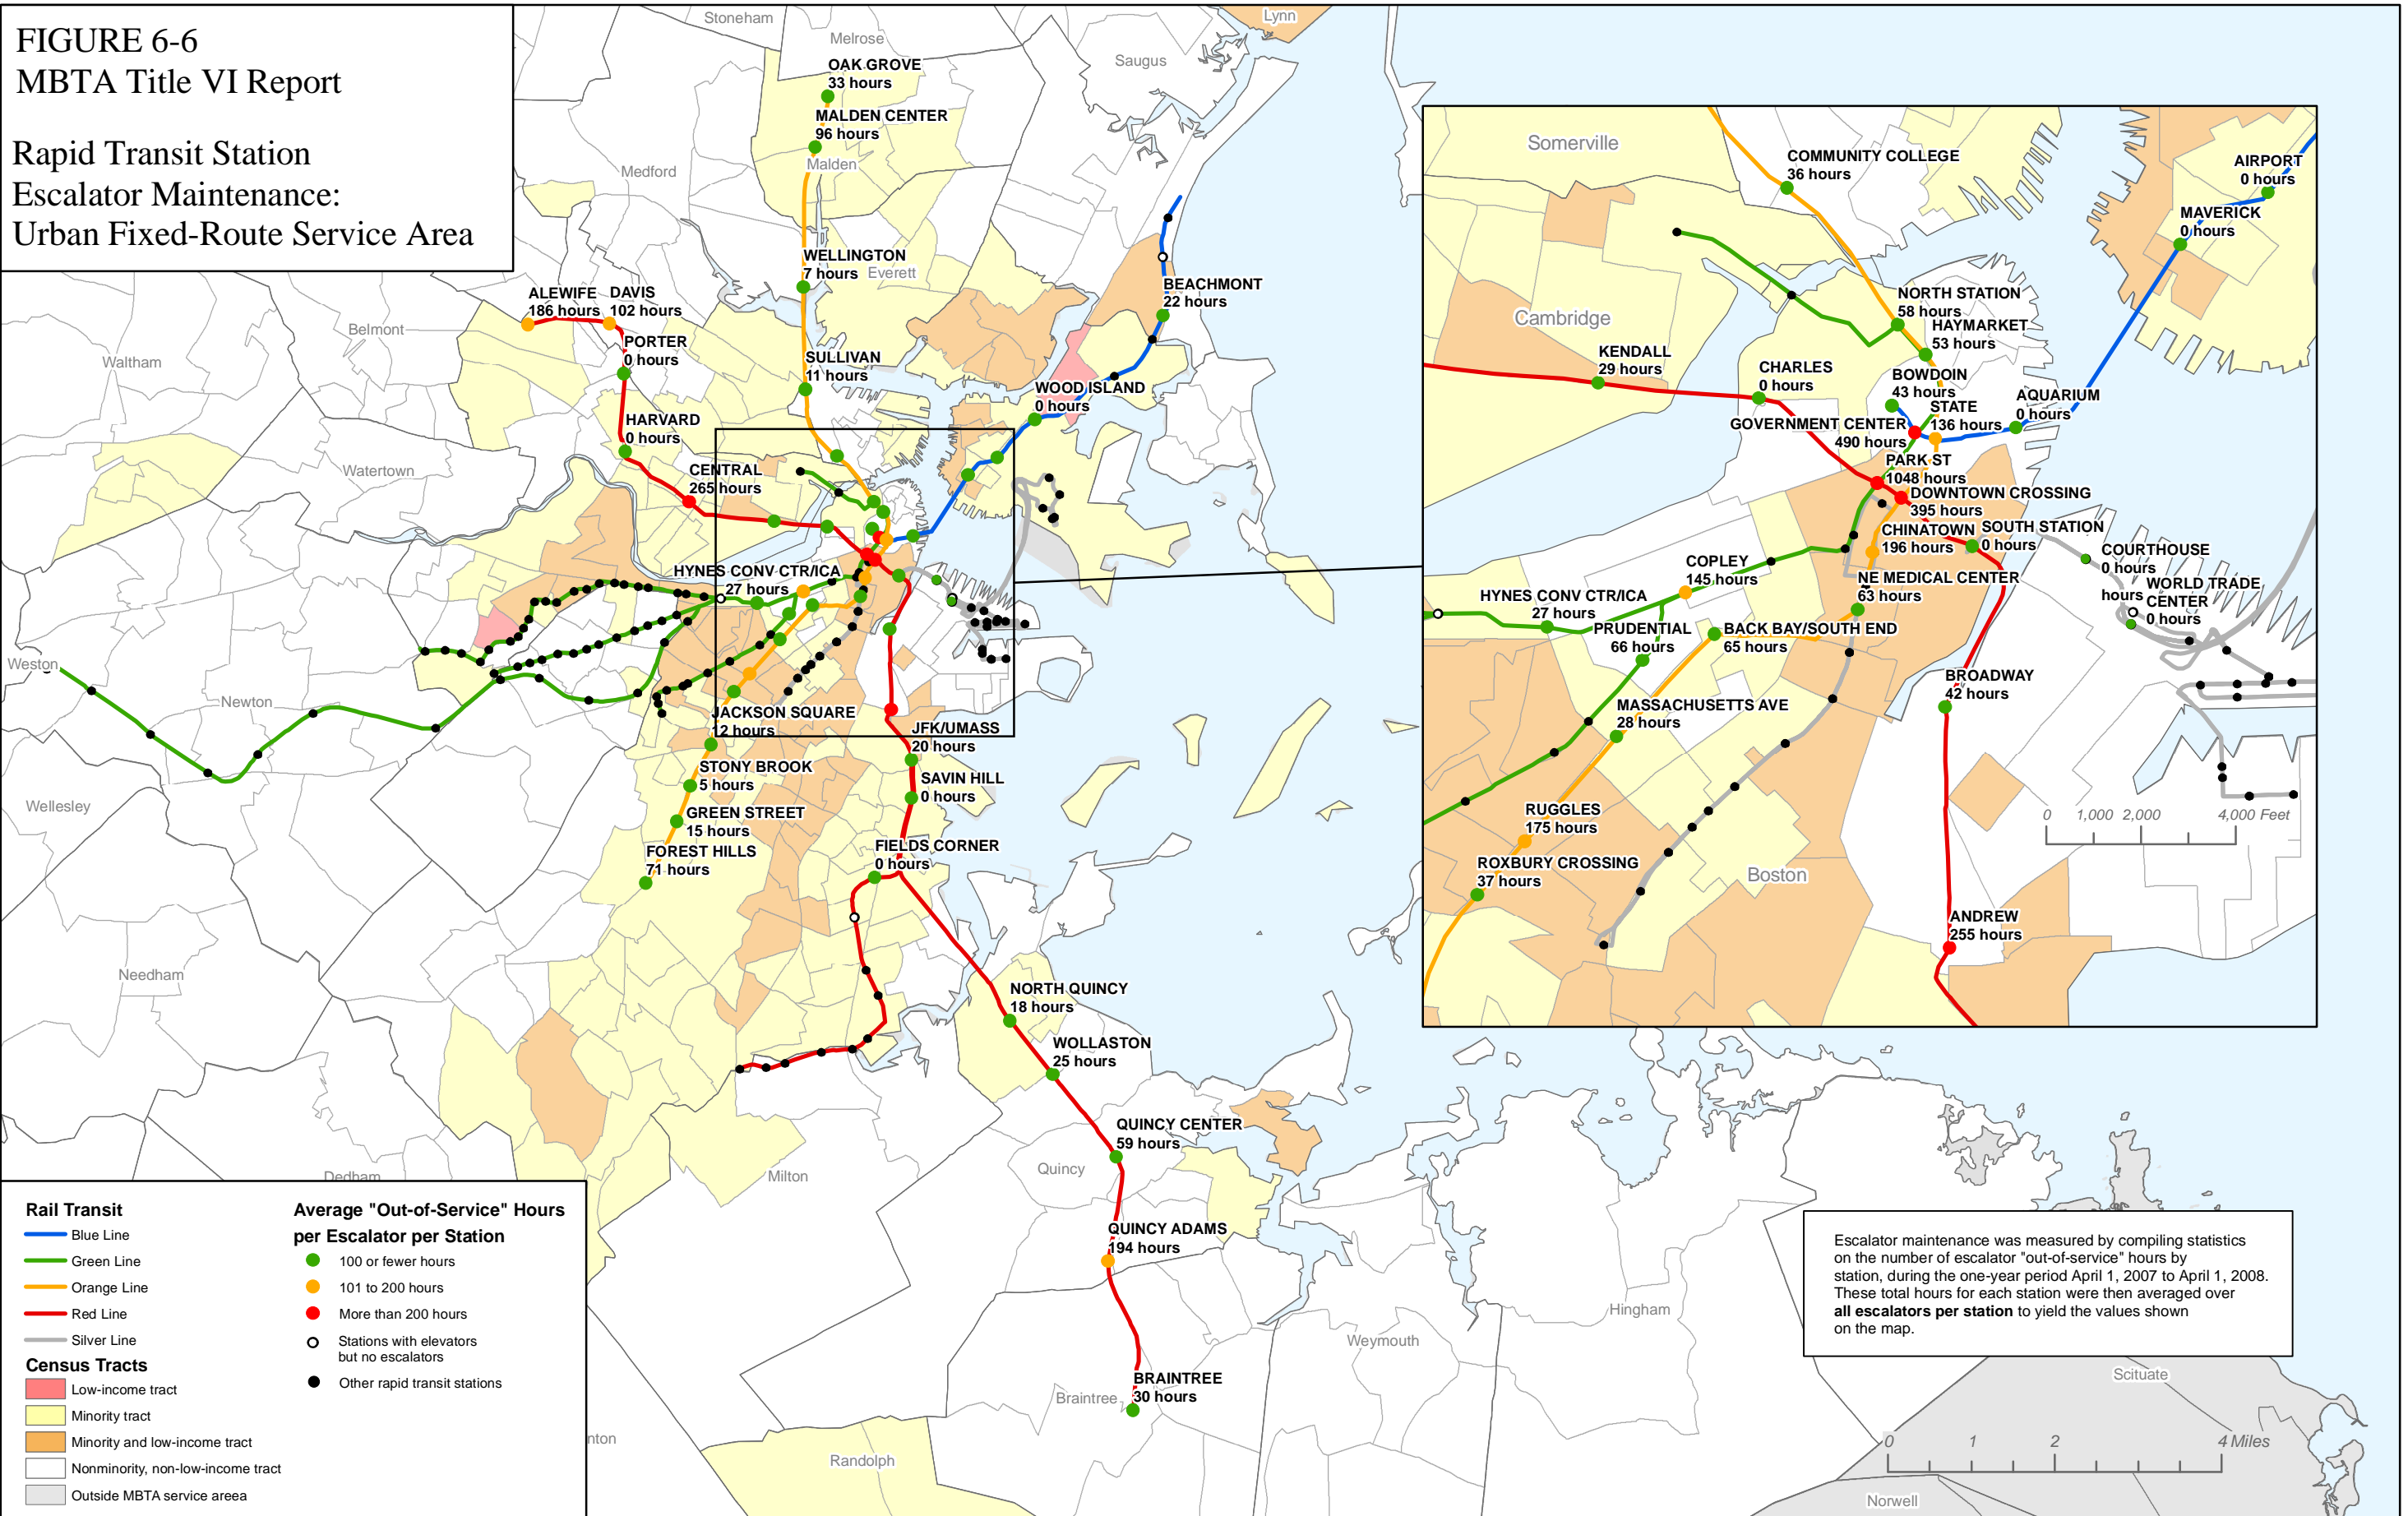 FIGURE 6-6
MBTA Title VI Report
Rapid Transit Station
Escalator Maintenance:
Urban Fixed-Route Service Area
Stoneham
Melrose
Lynn
Saugus
OAK GROVE
33 hours
MALDEN CENTER
96 hours
Malden
Medford
WELLINGTON
7 hours
Everett
BEACHMONT
22 hours
ALEWIFE
186 hours
DAVIS
102 hours
Belmont
PORTER
0 hours
Waltham
SULLIVAN
11 hours
WOOD ISLAND
0 hours
HARVARD
0 hours
Watertown
CENTRAL
265 hours
HYNES CONV CTR/ICA
27 hours
Weston
Newton
JACKSON SQUARE
12 hours
JFK/UMASS
20 hours
STONY BROOK
5 hours
SAVIN HILL
0 hours
Wellesley
GREEN STREET
15 hours
FOREST HILLS
71 hours
FIELDS CORNER
0 hours
Needham
NORTH QUINCY
18 hours
WOLLASTON
25 hours
QUINCY CENTER
59 hours
Quincy
Dedham
Milton
QUINCY ADAMS
194 hours
Hingham
Weymouth
BRAINTREE
30 hours
Braintree
nton
Randolph
Scituate
Norwell
Somerville
COMMUNITY COLLEGE
36 hours
AIRPORT
0 hours
MAVERICK
0 hours
Cambridge
NORTH STATION
58 hours
HAYMARKET
53 hours
KENDALL
29 hours
CHARLES
0 hours
BOWDOIN
43 hours
AQUARIUM
0 hours
STATE
136 hours
GOVERNMENT CENTER
490 hours
PARK ST
1048 hours
DOWNTOWN CROSSING
395 hours
CHINATOWN
196 hours
SOUTH STATION
0 hours
COURTHOUSE
0 hours
WORLD TRADE
hours
CENTER
0 hours
COPLEY
145 hours
NE MEDICAL CENTER
63 hours
HYNES CONV CTR/ICA
27 hours
PRUDENTIAL
66 hours
BACK BAY/SOUTH END
65 hours
BROADWAY
42 hours
MASSACHUSETTS AVE
28 hours
RUGGLES
175 hours
ROXBURY CROSSING
37 hours
Boston
ANDREW
255 hours
0 1,000 2,000 4,000 Feet
Rail Transit
Blue Line
Green Line
Orange Line
Red Line
Silver Line
Census Tracts
Low-income tract
Minority tract
Minority and low-income tract
Nonminority, non-low-income tract
Outside MBTA service areea
Average "Out-of-Service" Hours
per Escalator per Station
100 or fewer hours
101 to 200 hours
More than 200 hours
Stations with elevators
but no escalators
Other rapid transit stations
Escalator maintenance was measured by compiling statistics
on the number of escalator "out-of-service" hours by
station, during the one-year period April 1, 2007 to April 1, 2008.
These total hours for each station were then averaged over
all escalators per station to yield the values shown
on the map.
0 1 2 4 Miles